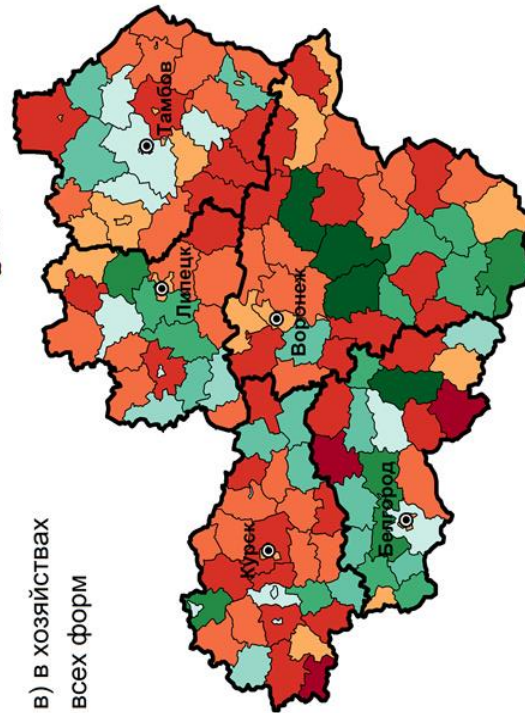 в) в хозяйствах
всех форм
Тамбов
Липецк
Воронеж
Курск
Белгород